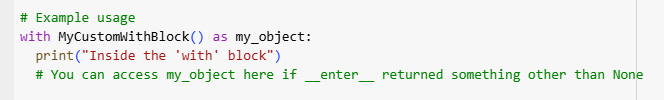 # Example usage
with MyCustomWithBlock() as my_object:
  print("Inside the 'with' block")
  # You can access my_object here if __enter__ returned something other than None